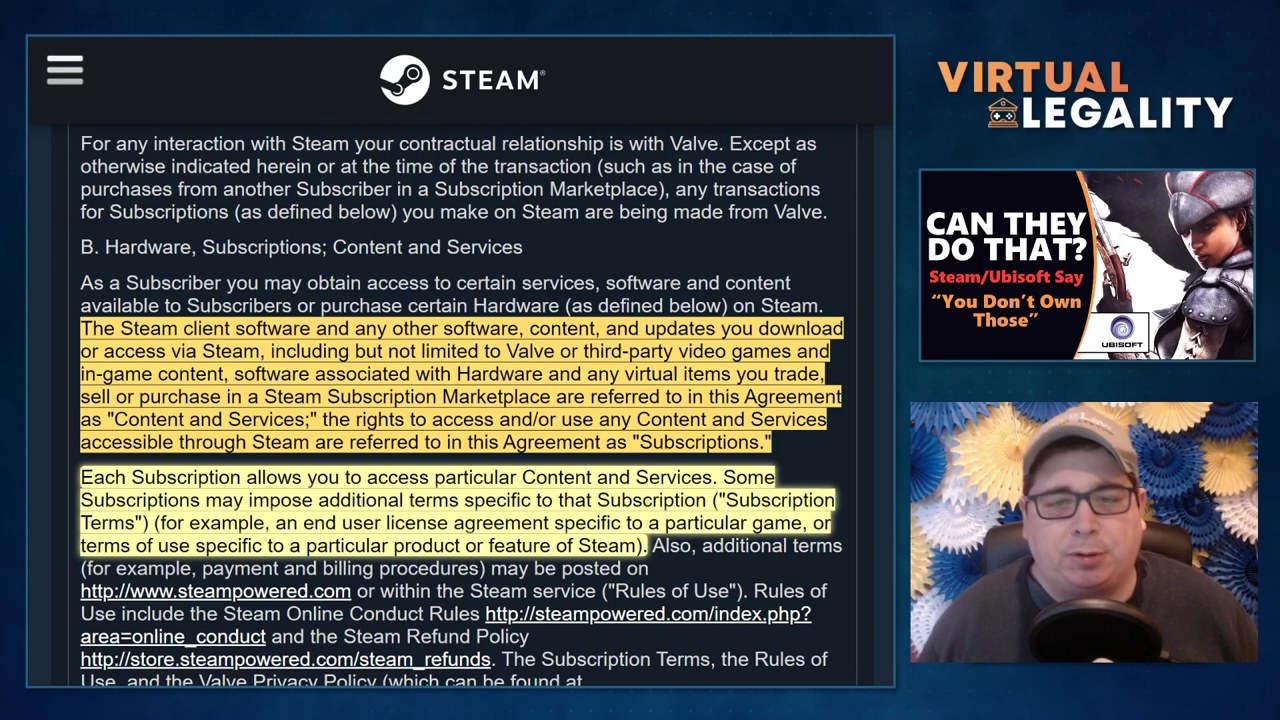 STEAM®
For any interaction with Steam your contractual relationship is with Valve. Except as
otherwise indicated herein or at the time of the transaction (such as in the case of
purchases from another Subscriber in a Subscription Marketplace), any transactions
for Subscriptions (as defined below) you make on Steam are being made from Valve.
B. Hardware, Subscriptions; Content and Services
As a Subscriber you may obtain access to certain services, software and content
available to Subscribers or purchase certain Hardware (as defined below) on Steam.
The Steam client software and any other software, content, and updates you download
or access via Steam, including but not limited to Valve or third-party video games and
in-game content, software associated with Hardware and any virtual items you trade,
sell or purchase in a Steam Subscription Marketplace are referred to in this Agreement
as "Content and Services;" the rights to access and/or use any Content and Services
accessible through Steam are referred to in this Agreement as "Subscriptions."
Each Subscription allows you to access particular Content and Services. Some
Subscriptions may impose additional terms specific to that Subscription ("Subscription
Terms") (for example, an end user license agreement specific to a particular game, or
terms of use specific to a particular product or feature of Steam). Also, additional terms
(for example, payment and billing procedures) may be posted on
http://www.steampowered.com or within the Steam service ("Rules of Use"). Rules of
Use include the Steam Online Conduct Rules http://steampowered.com/index.php?
area=online_conduct and the Steam Refund Policy
http://store.steampowered.com/steam_refunds. The Subscription Terms, the Rules of
Use, and the Valve Privacy Policy (which can be found at
VIRTUAL
LEGALITY
CAN THEY
DO THAT?
Steam/Ubisoft Say
“You Don’t Own
Those”
UBISOFT